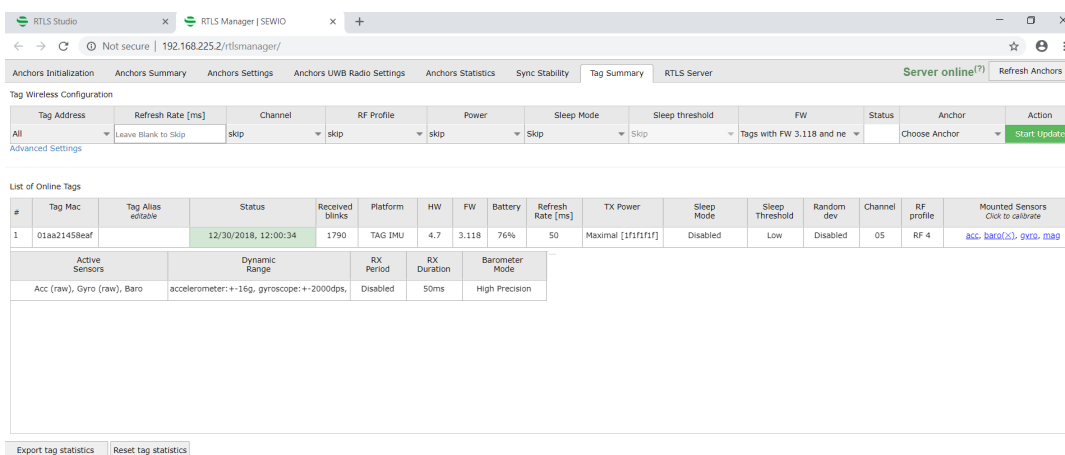 RTLS Studio × RTLS Manager | SEWIO × +
Not secure | 192.168.225.2/rtlsmanager/
Anchors Initialization Anchors Summary Anchors Settings Anchors UWB Radio Settings Anchors Statistics Sync Stability Tag Summary RTLS Server Server online(?) Refresh Anchors
Tag Wireless Configuration
Tag Address Refresh Rate [ms] Channel RF Profile Power Sleep Mode Sleep threshold FW Status Anchor Action
All Leave Blank to Skip skip skip skip Skip Skip Tags with FW 3.118 and ne Choose Anchor Start Update
Advanced Settings
List of Online Tags
# Tag Mac Tag Alias Status Received Platform HW FW Battery Refresh TX Power Sleep Sleep Random Channel RF Mounted Sensors
editable blinks Rate [ms] Mode Threshold dev profile Click to calibrate
1 01aa21458eaf 12/30/2018, 12:00:34 1790 TAG IMU 4.7 3.118 76% 50 Maximal [1f1f1f1f] Disabled Low Disabled 05 RF 4 acc, baro(X), gyro, mag
Active Dynamic RX RX Barometer
Sensors Range Period Duration Mode
Acc (raw), Gyro (raw), Baro accelerometer:+-16g, gyroscope:+-2000dps, Disabled 50ms High Precision
Export tag statistics Reset tag statistics